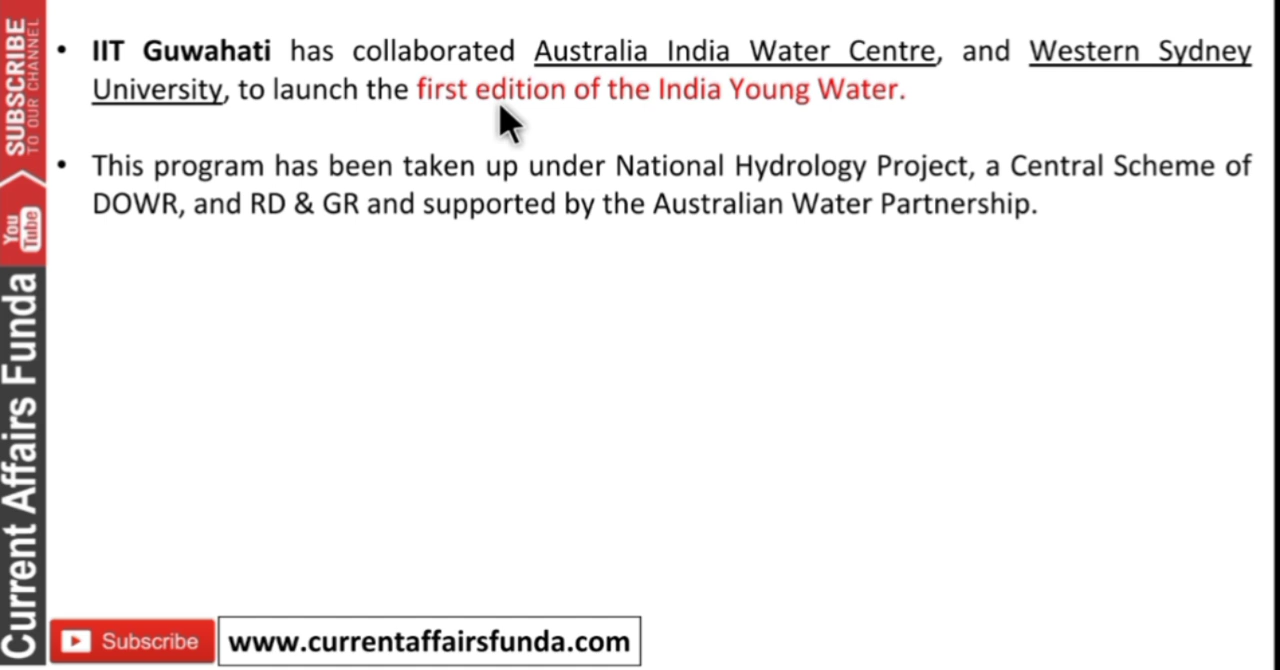 • IIT Guwahati has collaborated Australia India Water Centre, and Western Sydney
University, to launch the first edition of the India Young Water.
• This program has been taken up under National Hydrology Project, a Central Scheme of
DOWR, and RD & GR and supported by the Australian Water Partnership.
SUBSCRIBE
TO OUR CHANNEL
You
Tube
Current Affairs Funda
Subscribe
www.currentaffairsfunda.com